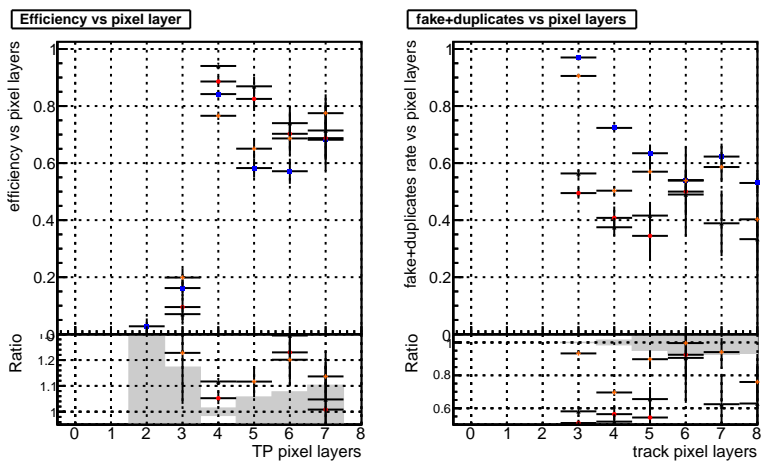 Efficiency vs pixel layer
efficiency vs pixel layers
1
0.8
0.6
0.4
0.2
0
Ratio
1.2
1.1
1
0 1 2 3 4 5 6 7 8
TP pixel layers
fake+duplicates vs pixel layers
fake+duplicates rate vs pixel layers
1
0.8
0.6
0.4
0.2
0
Ratio
1
0.8
0.6
0 1 2 3 4 5 6 7 8
track pixel layers